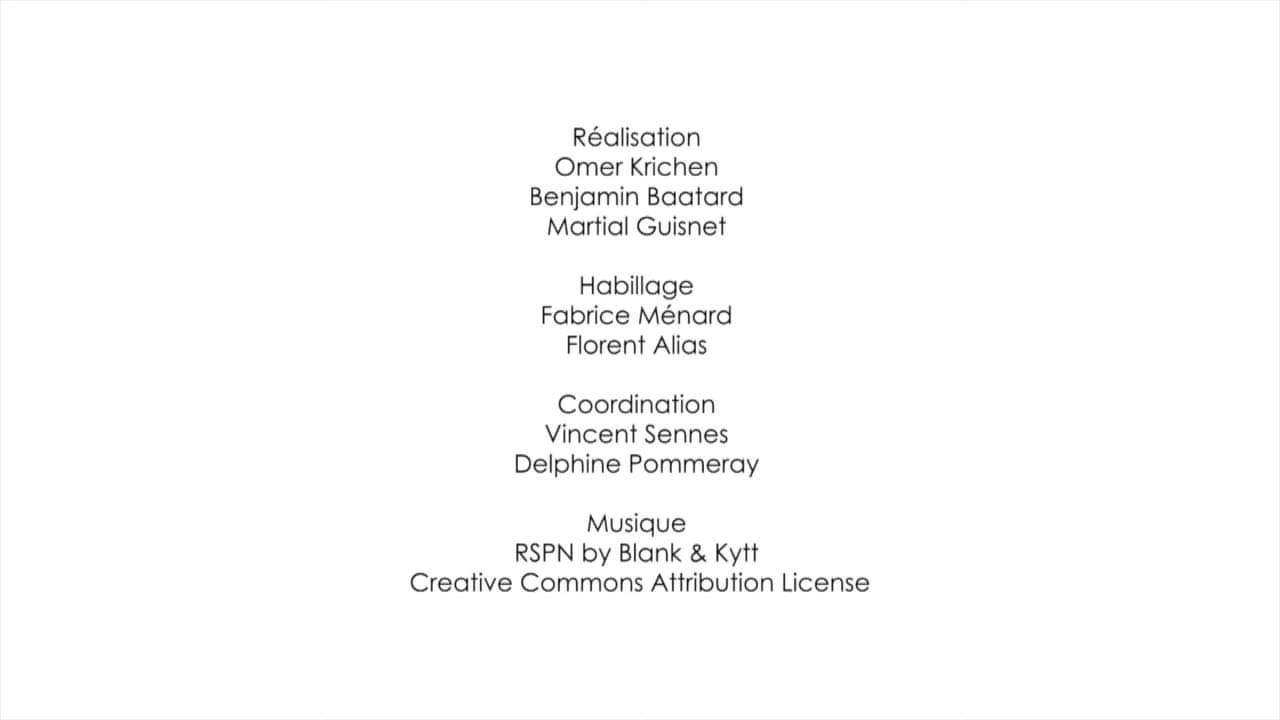 Réalisation
Omer Krichen
Benjamin Baatard
Martial Guisnet
Habillage
Fabrice Ménard
Florent Alias
Coordination
Vincent Sennes
Delphine Pommeray
Musique
RSPN by Blank & Kytt
Creative Commons Attribution License